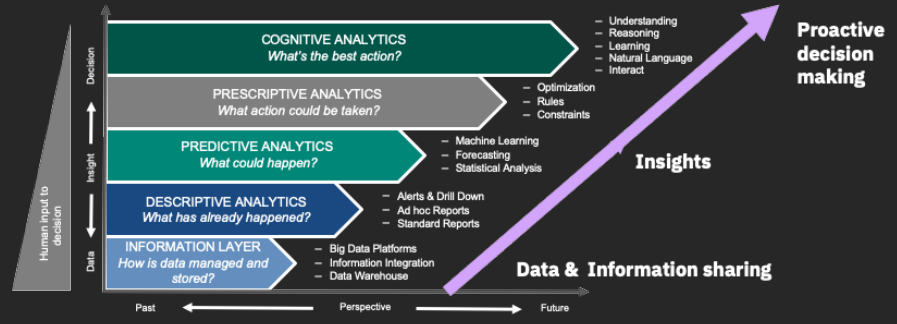 COGNITIVE ANALYTICS
What's the best action?
– Understanding
– Reasoning
– Learning
– Natural Language
– Interact
PRESCRIPTIVE ANALYTICS
What action could be taken?
– Optimization
– Rules
– Constraints
PREDICTIVE ANALYTICS
What could happen?
– Machine Learning
– Forecasting
– Statistical Analysis
DESCRIPTIVE ANALYTICS
What has already happened?
– Alerts & Drill Down
– Ad hoc Reports
– Standard Reports
INFORMATION LAYER
How is data managed and
stored?
– Big Data Platforms
– Information Integration
– Data Warehouse
Proactive
decision
making
Insights
Data & Information sharing
Human input to
decision
Decision
Insight
Data
Past
Perspective
Future